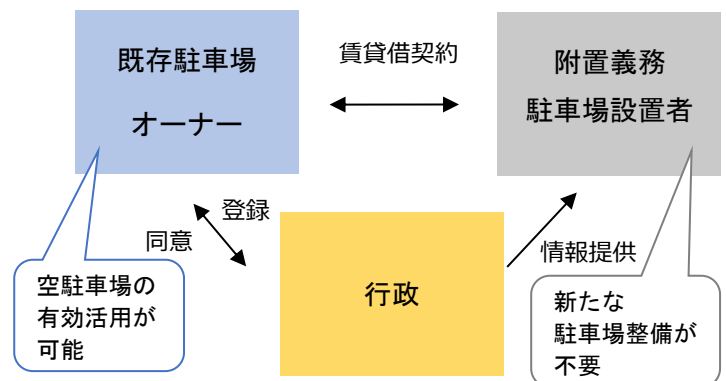 既存駐車場
オーナー
賃貸借契約
附置義務
駐車場設置者
登録
同意
行政
情報提供
空駐車場の
有効活用が
可能
新たな
駐車場整備が
不要